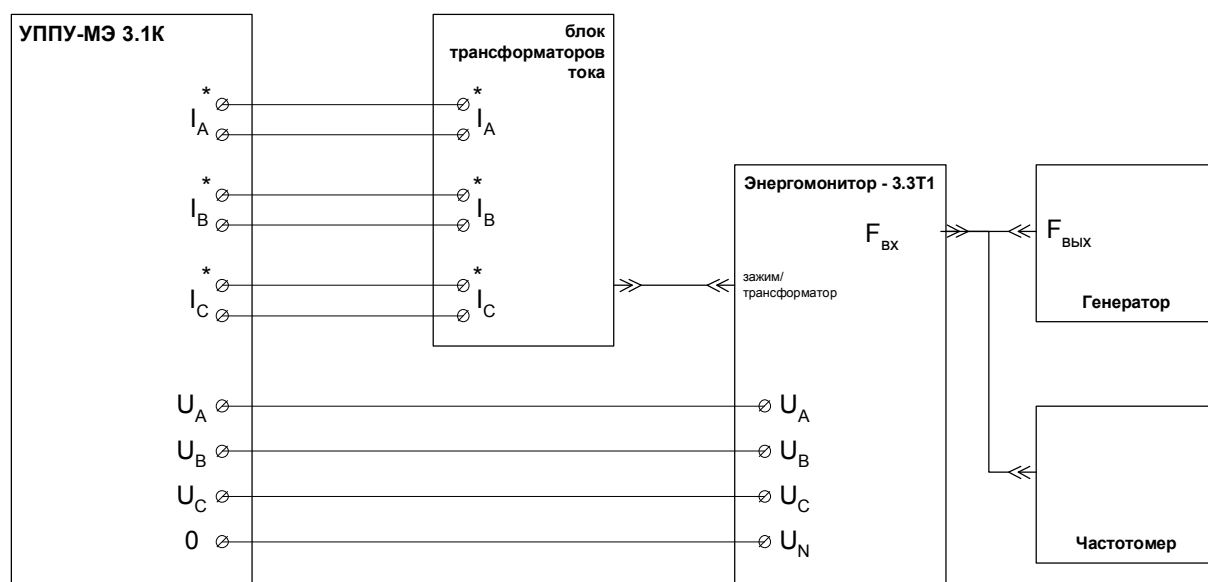 УППУ-МЭ 3.1К
блок
трансформаторов
тока
*
I_A
*
I_B
*
I_C
*
I_A
*
I_B
*
I_C
Энергомонитор - 3.3Т1
F_вх
F_вых
зажим/
трансформатор
Генератор
U_A
U_B
U_C
0
U_A
U_B
U_C
U_N
Частотомер